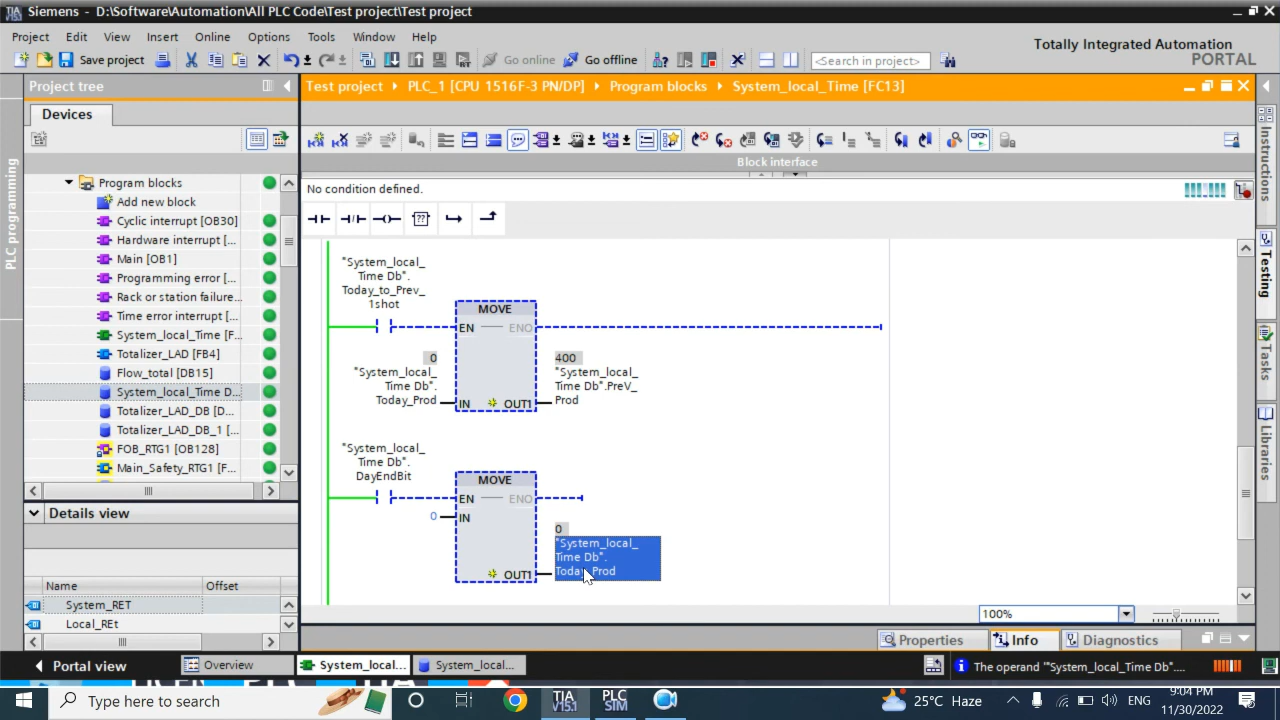 Siemens - D:\Software\Automation\All PLC Code\Test project\Test project
Project Edit View Insert Online Options Tools Window Help
Totally Integrated Automation
PORTAL
Save project
Go online
Go offline
<Search in project>
Project tree
Test project PLC_1 [CPU 1516F-3 PN/DP] Program blocks System_local_Time [FC13]
Devices
PLC programming
Program blocks
Add new block
Cyclic interrupt [OB30]
Hardware interrupt [...
Main [OB1]
Programming error [...
Rack or station failure...
Time error interrupt [...
System_local_Time [F...
Totalizer_LAD [FB4]
Flow_total [DB15]
System_local_Time D...
Totalizer_LAD_DB [D...
Totalizer_LAD_DB_1 [...
FOB_RTG1 [OB128]
Main_Safety_RTG1 [F...
Details view
Name Offset
System_RET
Local_REt
Block interface
No condition defined.
??
"System_local_
Time Db".
Today_to_Prev_
1shot
MOVE
EN ENO
0
"System_local_
Time Db".
Today_Prod
IN
OUT1
400
"System_local_
Time Db".PreV_
Prod
"System_local_
Time Db".
DayEndBit
MOVE
EN ENO
0 IN
OUT1
0
"System_local_
Time Db".
Today_Prod
100%
Instructions
Testing
Tasks
Libraries
Properties Info Diagnostics
Portal view Overview System_local... System_local...
The operand '"System_local_Time Db"....
Type here to search
TIA V15.1
PLC SIM
25°C Haze
ENG
9:04 PM
11/30/2022